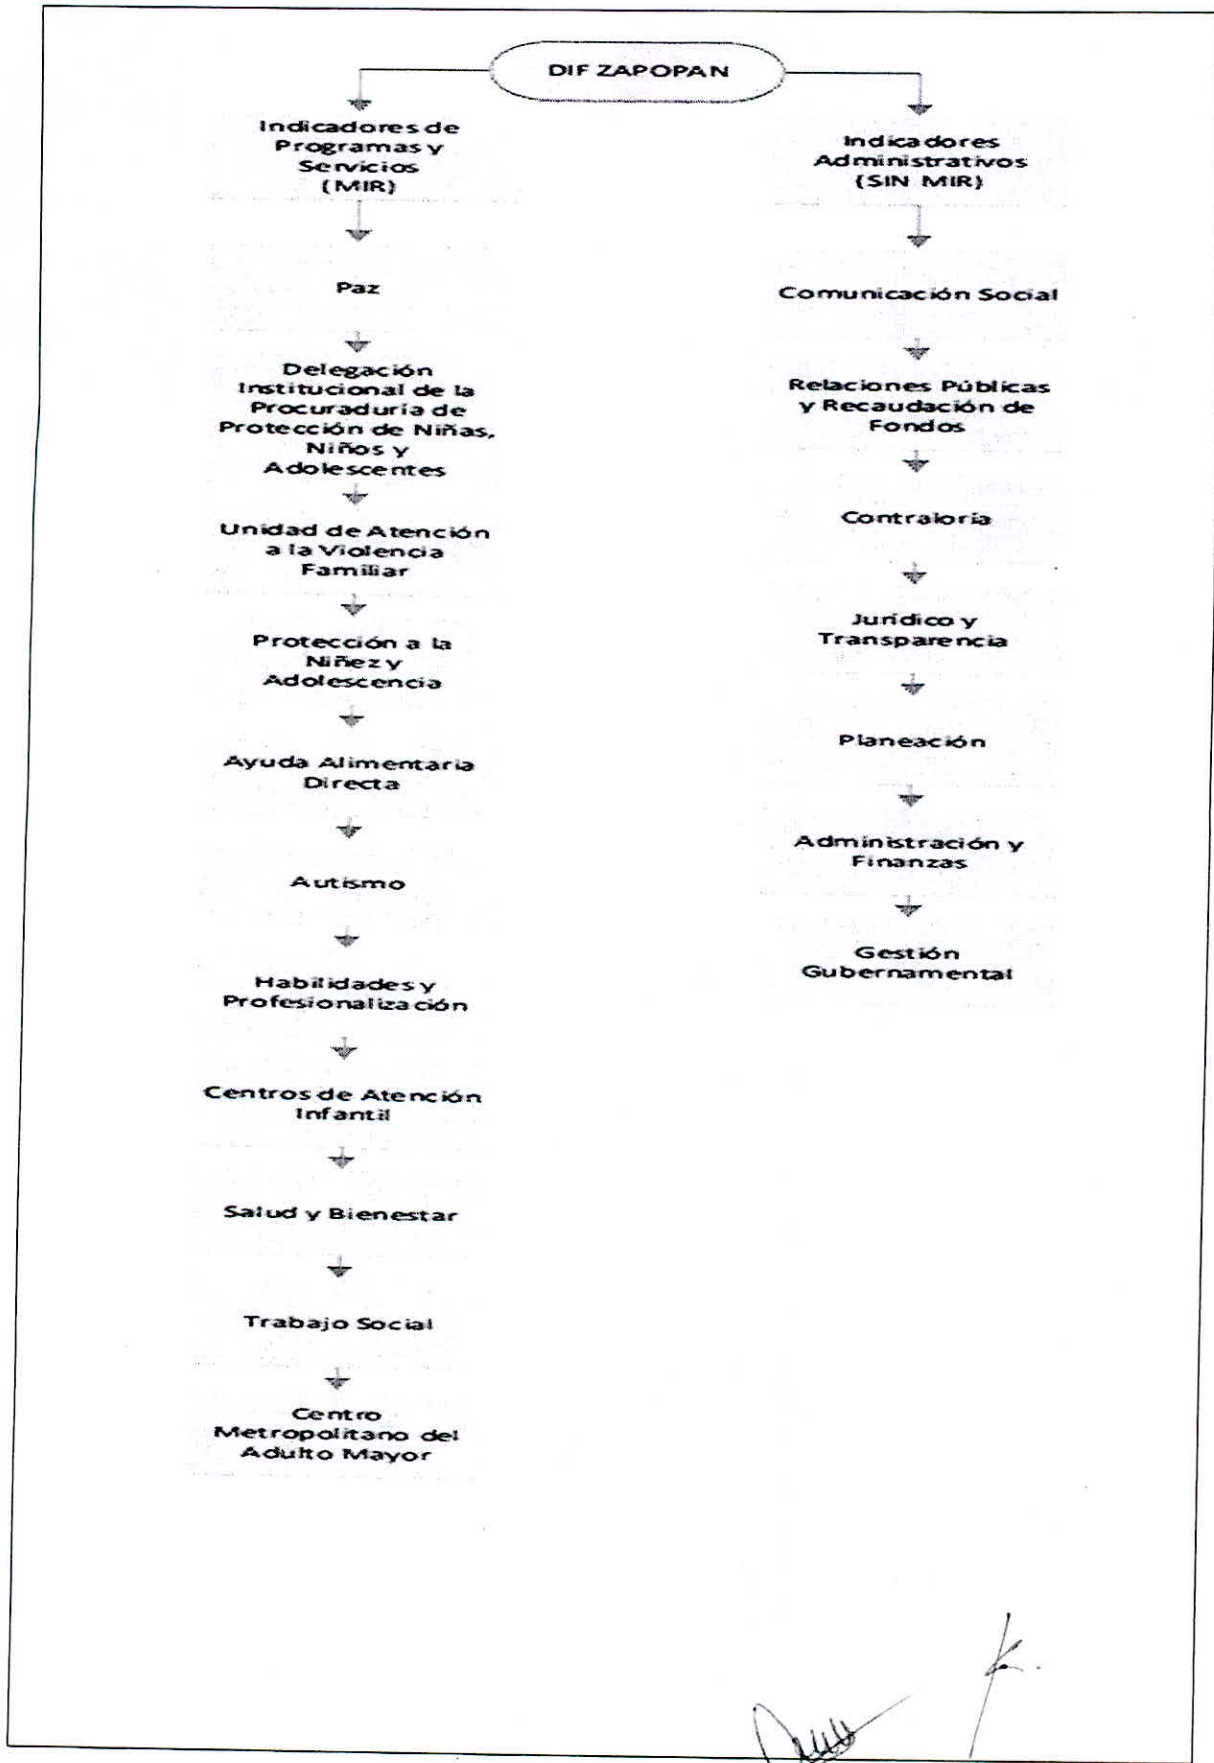 DIF ZAPOPAN
Indicadores de
Programas y
Servicios
(MIR)
Paz
Delegación
Institucional de la
Procuraduría de
Protección de Niñas,
Niños y
Adolescentes
Unidad de Atención
a la Violencia
Familiar
Protección a la
Niñez y
Adolescencia
Ayuda Alimentaria
Directa
Autismo
Habilidades y
Profesionalización
Centros de Atención
Infantil
Salud y Bienestar
Trabajo Social
Centro
Metropolitano del
Adulto Mayor
Indicadores
Administrativos
(SIN MIR)
Comunicación Social
Relaciones Públicas
y Recaudación de
Fondos
Contraloría
Jurídico y
Transparencia
Planeación
Administración y
Finanzas
Gestión
Gubernamental